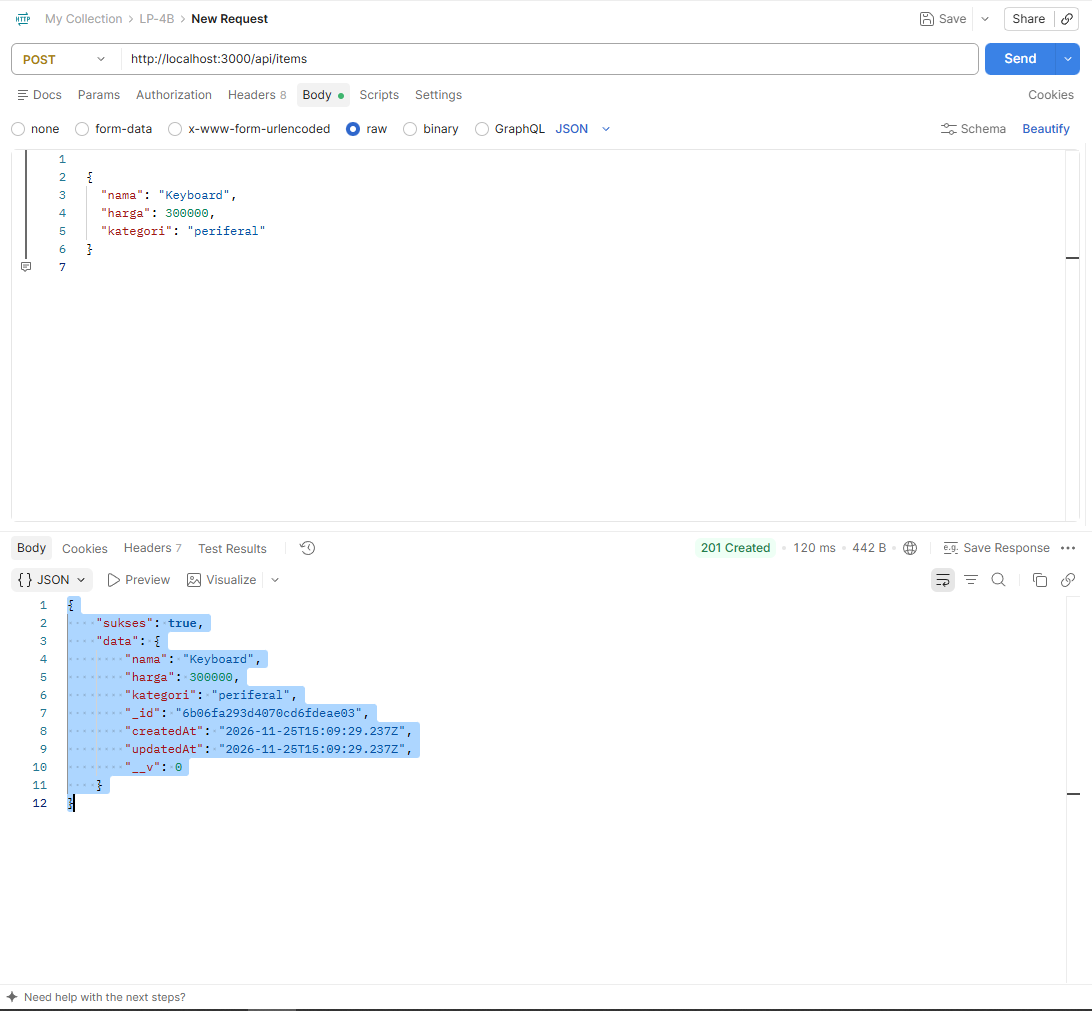 HTTP My Collection > LP-4B > New Request Save Share
POST http://localhost:3000/api/items Send
Docs Params Authorization Headers 8 Body Scripts Settings Cookies
none form-data x-www-form-urlencoded raw binary GraphQL JSON Schema Beautify
1
2 {
3 "nama": "Keyboard",
4 "harga": 300000,
5 "kategori": "periferal"
6 }
7
Body Cookies Headers 7 Test Results 201 Created 120 ms 442 B e.g. Save Response
{} JSON Preview Visualize
1 {
2 "sukses": true,
3 "data": {
4 "nama": "Keyboard",
5 "harga": 300000,
6 "kategori": "periferal",
7 "_id": "6b06fa293d4070cd6fdeae03",
8 "createdAt": "2026-11-25T15:09:29.237Z",
9 "updatedAt": "2026-11-25T15:09:29.237Z",
10 "__v": 0
11 }
12 }
Need help with the next steps?